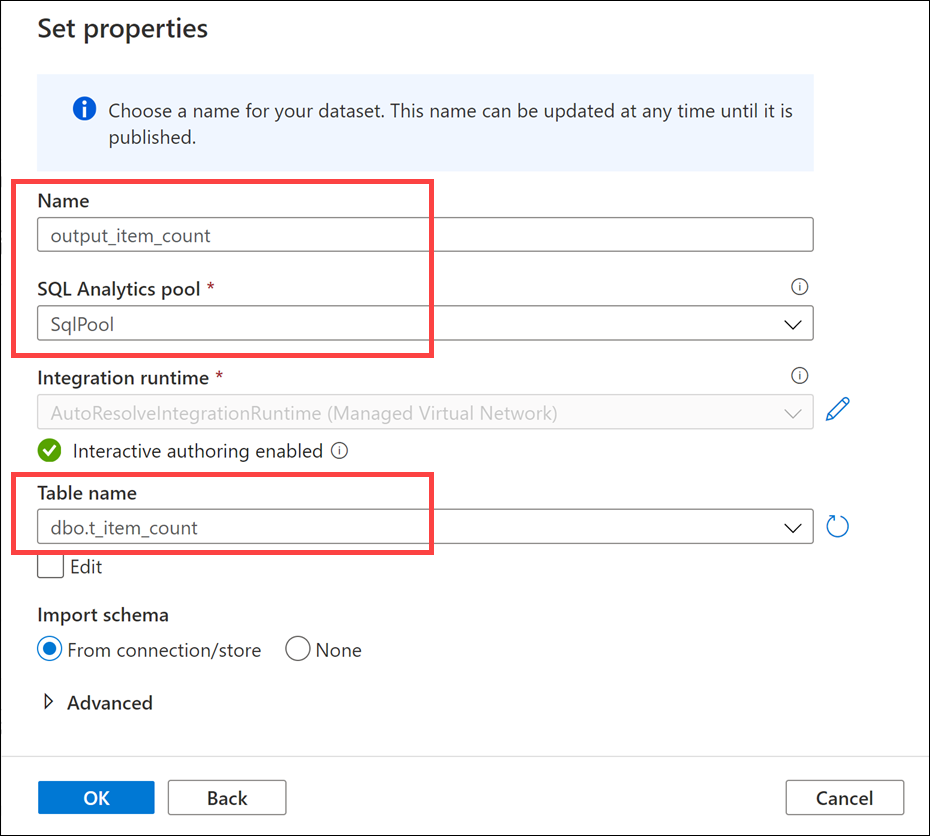 Set properties
Choose a name for your dataset. This name can be updated at any time until it is
published.
Name
output_item_count
SQL Analytics pool *
SqlPool
Integration runtime *
AutoResolveIntegrationRuntime (Managed Virtual Network)
Interactive authoring enabled
Table name
dbo.t_item_count
Edit
Import schema
From connection/store None
Advanced
OK Back Cancel